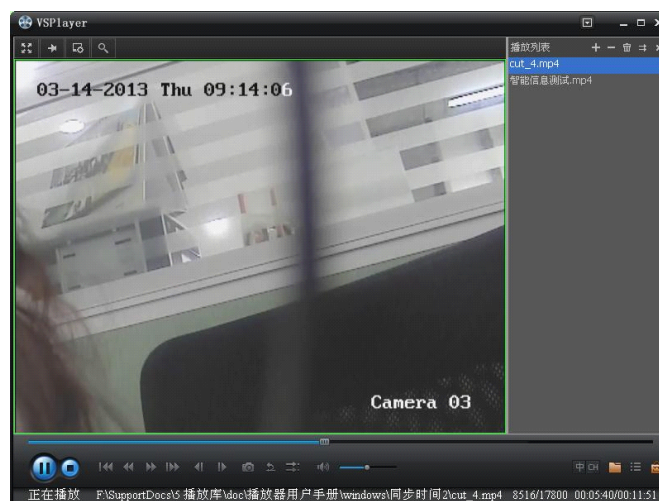 VSPlayer
播放列表
03-14-2013 Thu 09:14:06
cut_4.mp4
智能信息测试.mp4
Camera 03
中 CH
正在播放 F:\SupportDocs\5 播放库\doc\播放器用户手册\windows\同步时间2\cut_4.mp4 8516/17800 00:05:40/00:11:51